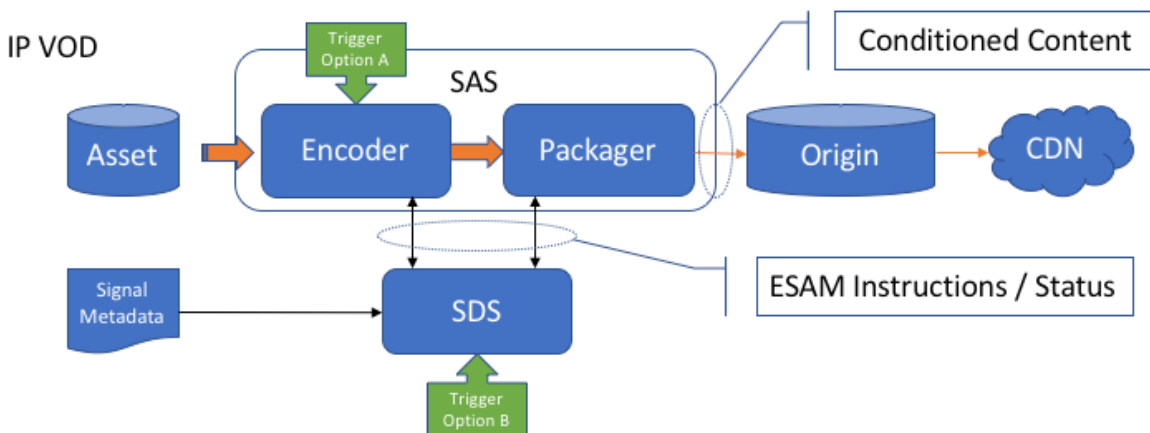 IP VOD
Trigger
Option A
SAS
Conditioned Content
Asset
Encoder
Packager
Origin
CDN
ESAM Instructions / Status
Signal
Metadata
SDS
Trigger
Option B